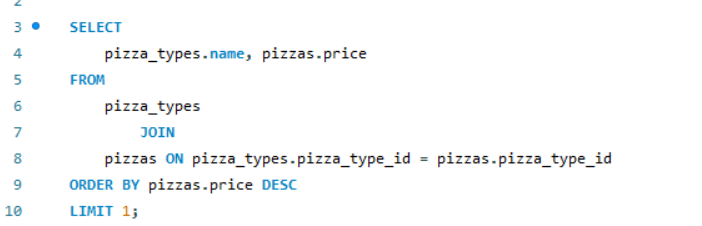 2
3 SELECT
4 pizza_types.name, pizzas.price
5 FROM
6 pizza_types
7 JOIN
8 pizzas ON pizza_types.pizza_type_id = pizzas.pizza_type_id
9 ORDER BY pizzas.price DESC
10 LIMIT 1;